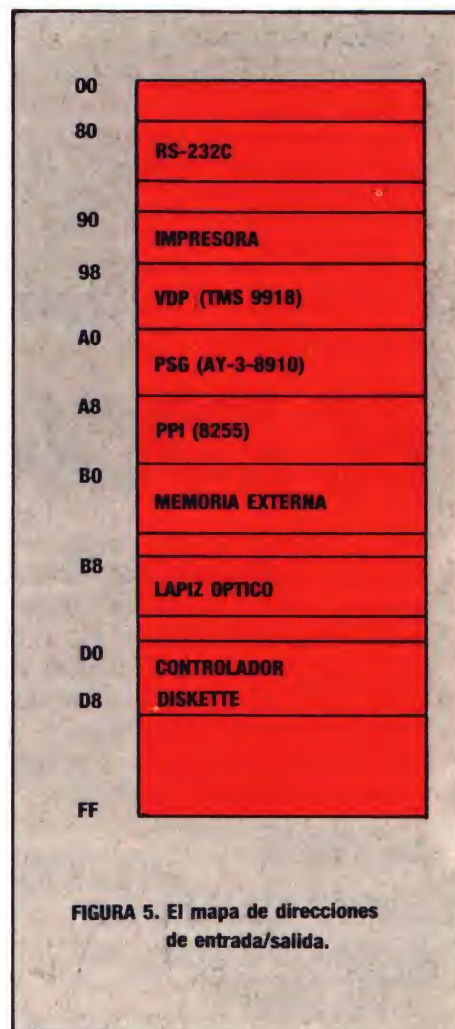 00
80
RS-232C
90
IMPRESORA
98
VDP (TMS 9918)
A0
PSG (AY-3-8910)
A8
PPI (8255)
B0
MEMORIA EXTERNA
B8
LAPIZ OPTICO
D0
CONTROLADOR
D8
DISKETTE
FF
FIGURA 5. El mapa de direcciones
de entrada/salida.